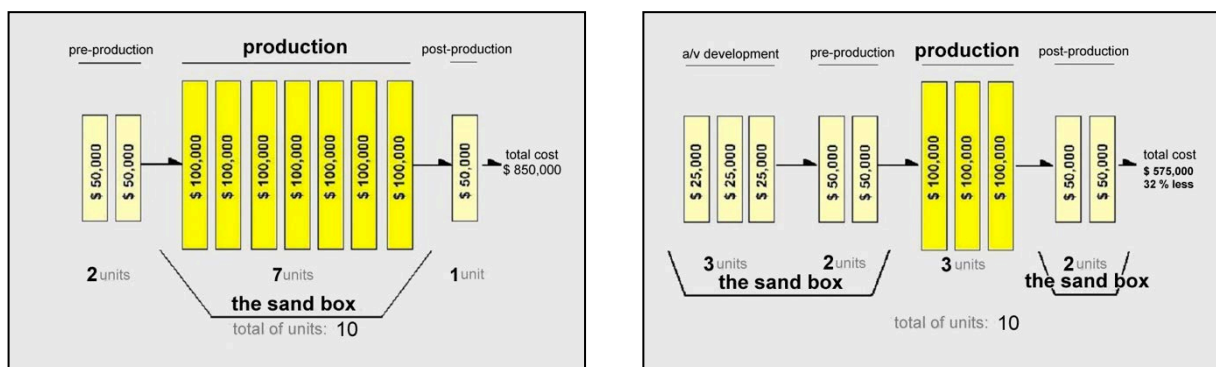 pre-production
production
post-production
$ 50,000
$ 50,000
$ 100,000
$ 100,000
$ 100,000
$ 100,000
$ 100,000
$ 100,000
$ 100,000
$ 50,000
total cost
$ 850,000
2 units
7 units
1 unit
the sand box
total of units: 10
a/v development
pre-production
production
post-production
$ 25,000
$ 25,000
$ 25,000
$ 50,000
$ 50,000
$ 100,000
$ 100,000
$ 100,000
$ 50,000
$ 50,000
total cost
$ 575,000
32 % less
3 units
2 units
3 units
2 units
the sand box
the sand box
total of units: 10